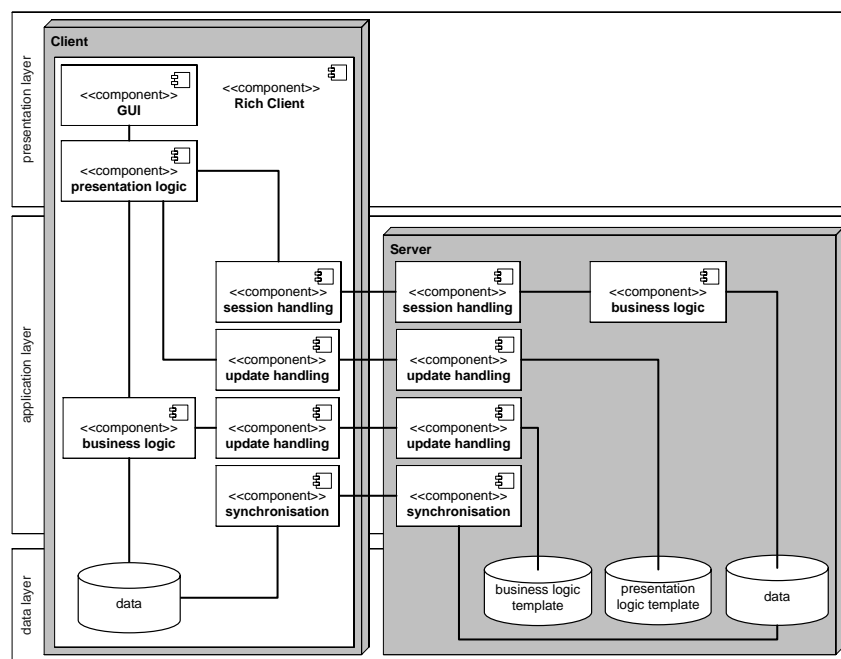 presentation layer
Client
<<component>>
GUI
<<component>>
Rich Client
<<component>>
presentation logic
application layer
Server
<<component>>
session handling
<<component>>
session handling
<<component>>
business logic
<<component>>
update handling
<<component>>
update handling
<<component>>
business logic
<<component>>
update handling
<<component>>
update handling
<<component>>
synchronisation
<<component>>
synchronisation
data layer
data
business logic
template
presentation
logic template
data